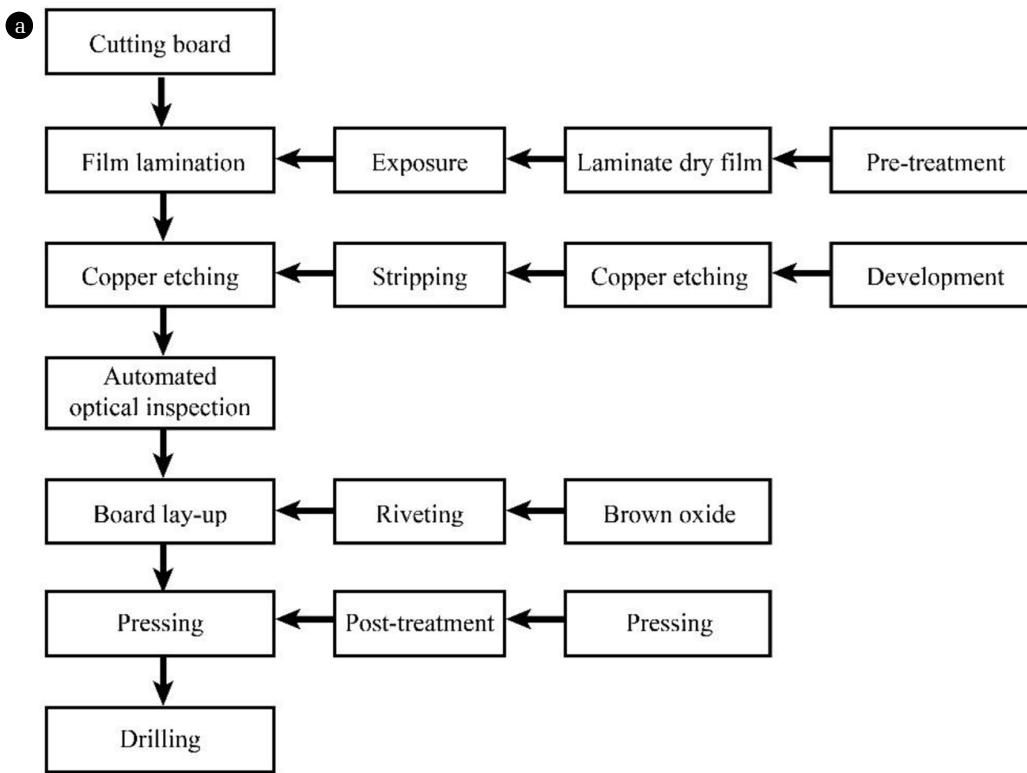 a
Cutting board
Film lamination
Exposure
Laminate dry film
Pre-treatment
Copper etching
Stripping
Copper etching
Development
Automated
optical inspection
Board lay-up
Riveting
Brown oxide
Pressing
Post-treatment
Pressing
Drilling